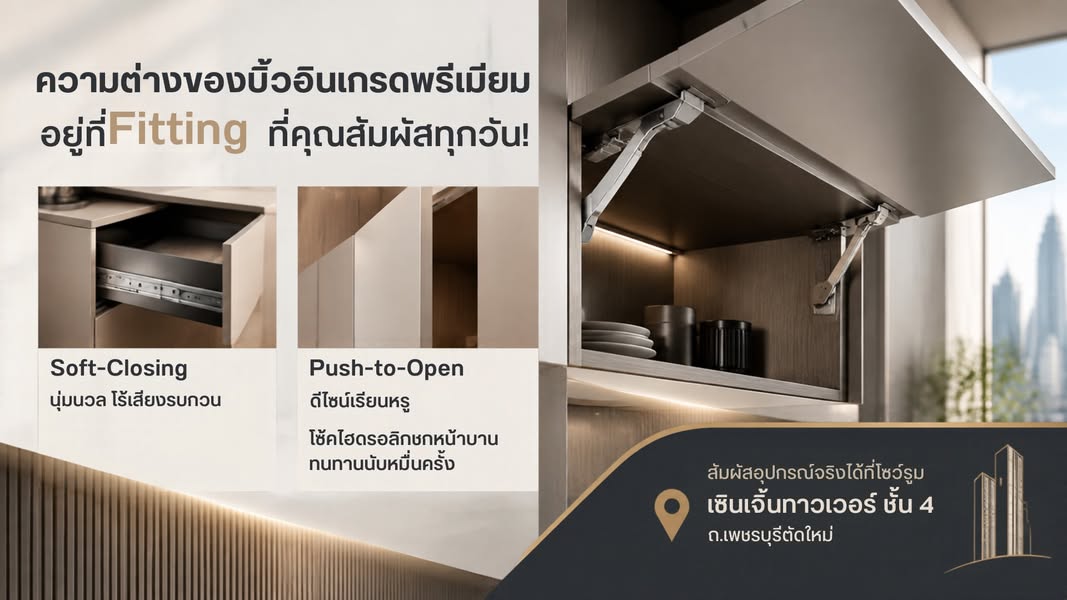 ความต่างของบิ้วอินเกรดพรีเมียม
อยู่ที่Fitting ที่คุณสัมผัสทุกวัน!
Soft-Closing
นุ่มนวล ไร้เสียงรบกวน
Push-to-Open
ดีไซน์เรียบหรู
โช้คไฮดรอลิกชกหน้าบาน
ทนทานนับหมื่นครั้ง
สัมผัสอุปกรณ์จริงได้ที่โชว์รูม
เซินเจิ้นทาวเวอร์ ชั้น 4
ถ.เพชรบุรีตัดใหม่